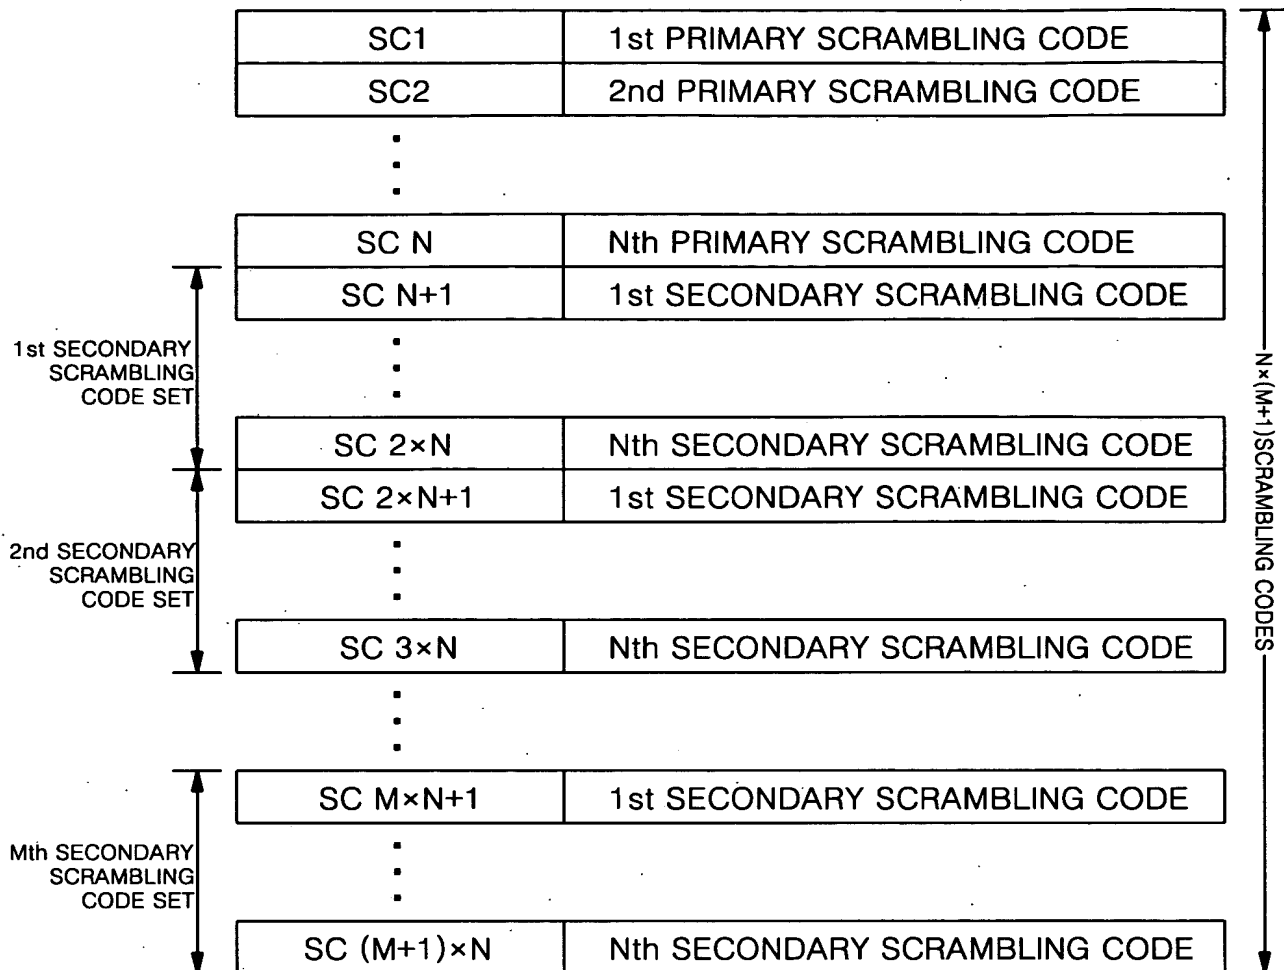 SC1 1st PRIMARY SCRAMBLING CODE
SC2 2nd PRIMARY SCRAMBLING CODE
SC N Nth PRIMARY SCRAMBLING CODE
SC N+1 1st SECONDARY SCRAMBLING CODE
1st SECONDARY
SCRAMBLING
CODE SET
SC 2×N Nth SECONDARY SCRAMBLING CODE
SC 2×N+1 1st SECONDARY SCRAMBLING CODE
2nd SECONDARY
SCRAMBLING
CODE SET
SC 3×N Nth SECONDARY SCRAMBLING CODE
SC M×N+1 1st SECONDARY SCRAMBLING CODE
Mth SECONDARY
SCRAMBLING
CODE SET
SC (M+1)×N Nth SECONDARY SCRAMBLING CODE
N×(M+1)SCRAMBLING CODES